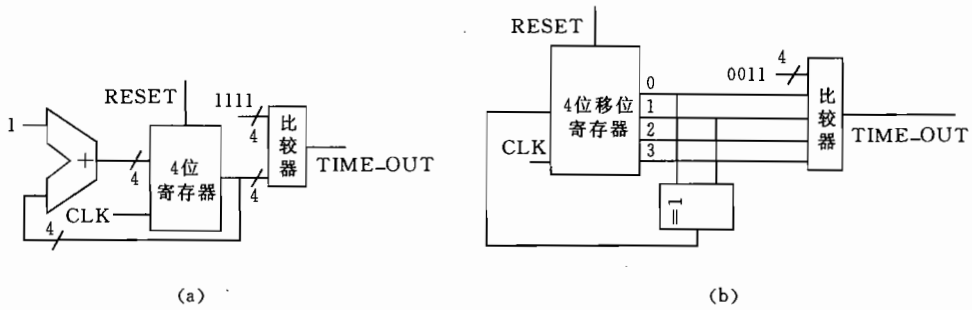 RESET
1
4
4位
寄存器
CLK
4
1111
4
4
比较器
TIME_OUT
(a)
RESET
4位移位
寄存器
CLK
0
1
2
3
0011
4
比较器
TIME_OUT
=1
(b)